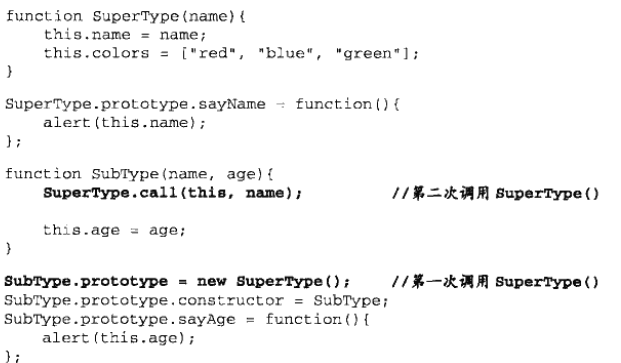 function SuperType(name){
this.name = name;
this.colors = ["red", "blue", "green"];
}
SuperType.prototype.sayName = function(){
alert(this.name);
};
function SubType(name, age){
SuperType.call(this, name); //第二次调用 SuperType()
this.age = age;
}
SubType.prototype = new SuperType(); //第一次调用 SuperType()
SubType.prototype.constructor = SubType;
SubType.prototype.sayAge = function(){
alert(this.age);
};